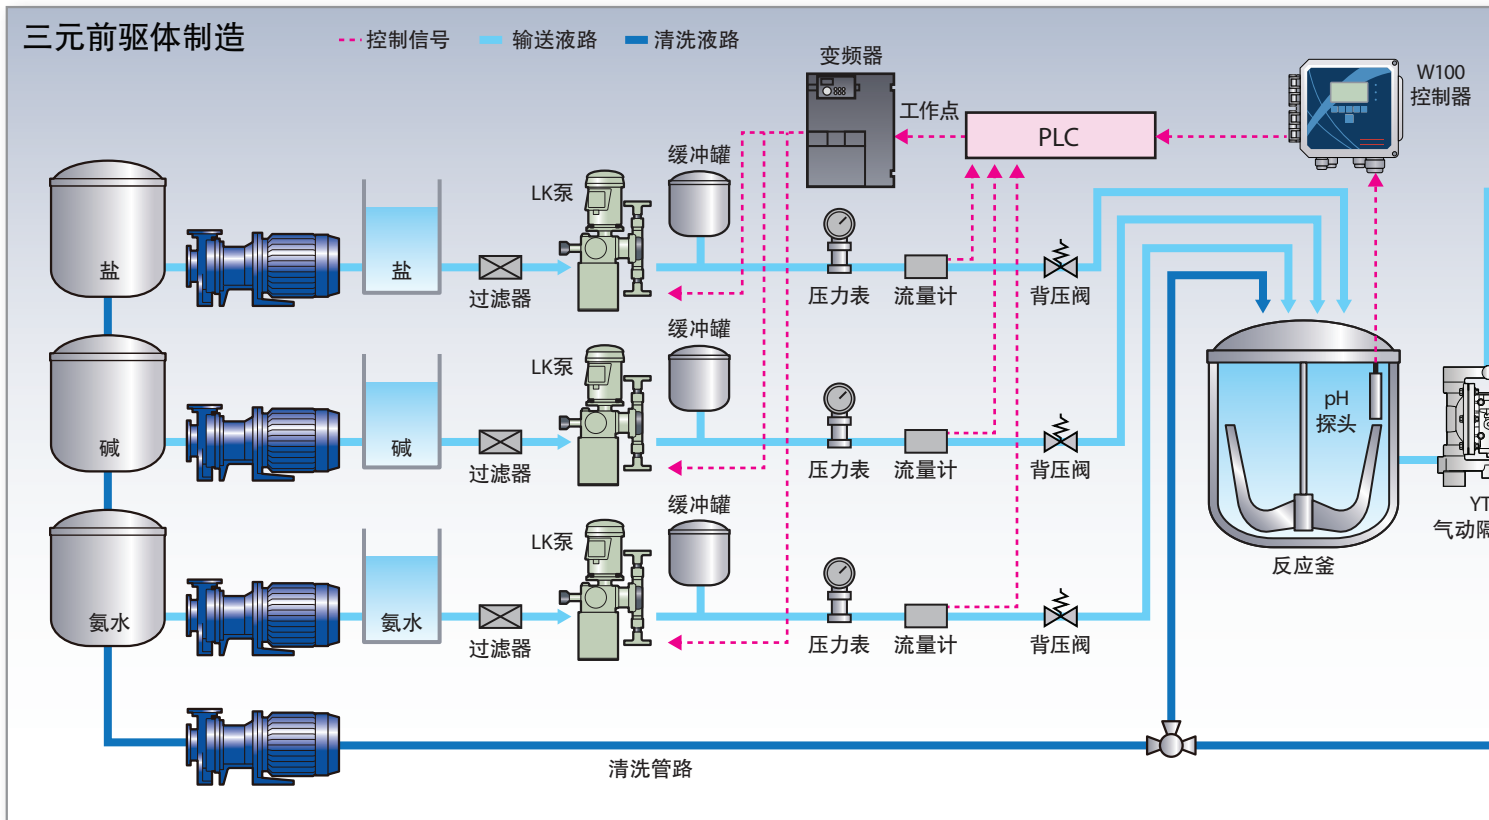 三元前驱体制造
控制信号
输送液路
清洗液路
变频器
888
工作点
PLC
W100
控制器
盐
盐
过滤器
LK泵
缓冲罐
压力表
流量计
背压阀
碱
碱
过滤器
LK泵
缓冲罐
压力表
流量计
背压阀
氨水
氨水
过滤器
LK泵
缓冲罐
压力表
流量计
背压阀
pH
探头
反应釜
YT
气动隔
清洗管路